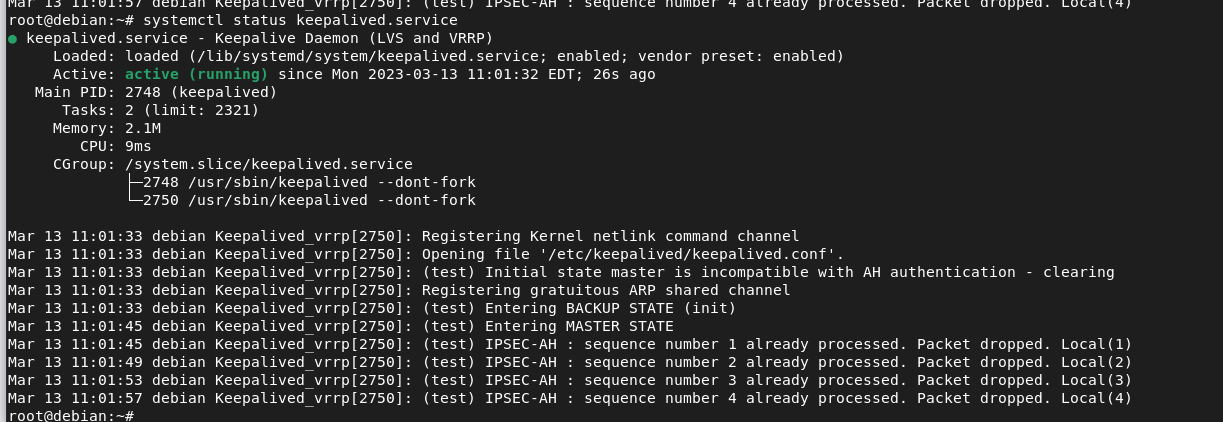 Mar 13 11:01:57 debian Keepalived_vrrp[2750]: (test) IPSEC-AH : sequence number 4 already processed. Packet dropped. Local(4)
root@debian:~# systemctl status keepalived.service
● keepalived.service - Keepalive Daemon (LVS and VRRP)
     Loaded: loaded (/lib/systemd/system/keepalived.service; enabled; vendor preset: enabled)
     Active: active (running) since Mon 2023-03-13 11:01:32 EDT; 26s ago
   Main PID: 2748 (keepalived)
      Tasks: 2 (limit: 2321)
     Memory: 2.1M
        CPU: 9ms
     CGroup: /system.slice/keepalived.service
             ├─2748 /usr/sbin/keepalived --dont-fork
             └─2750 /usr/sbin/keepalived --dont-fork

Mar 13 11:01:33 debian Keepalived_vrrp[2750]: Registering Kernel netlink command channel
Mar 13 11:01:33 debian Keepalived_vrrp[2750]: Opening file '/etc/keepalived/keepalived.conf'.
Mar 13 11:01:33 debian Keepalived_vrrp[2750]: (test) Initial state master is incompatible with AH authentication - clearing
Mar 13 11:01:33 debian Keepalived_vrrp[2750]: Registering gratuitous ARP shared channel
Mar 13 11:01:33 debian Keepalived_vrrp[2750]: (test) Entering BACKUP STATE (init)
Mar 13 11:01:45 debian Keepalived_vrrp[2750]: (test) Entering MASTER STATE
Mar 13 11:01:45 debian Keepalived_vrrp[2750]: (test) IPSEC-AH : sequence number 1 already processed. Packet dropped. Local(1)
Mar 13 11:01:49 debian Keepalived_vrrp[2750]: (test) IPSEC-AH : sequence number 2 already processed. Packet dropped. Local(2)
Mar 13 11:01:53 debian Keepalived_vrrp[2750]: (test) IPSEC-AH : sequence number 3 already processed. Packet dropped. Local(3)
Mar 13 11:01:57 debian Keepalived_vrrp[2750]: (test) IPSEC-AH : sequence number 4 already processed. Packet dropped. Local(4)
root@debian:~#